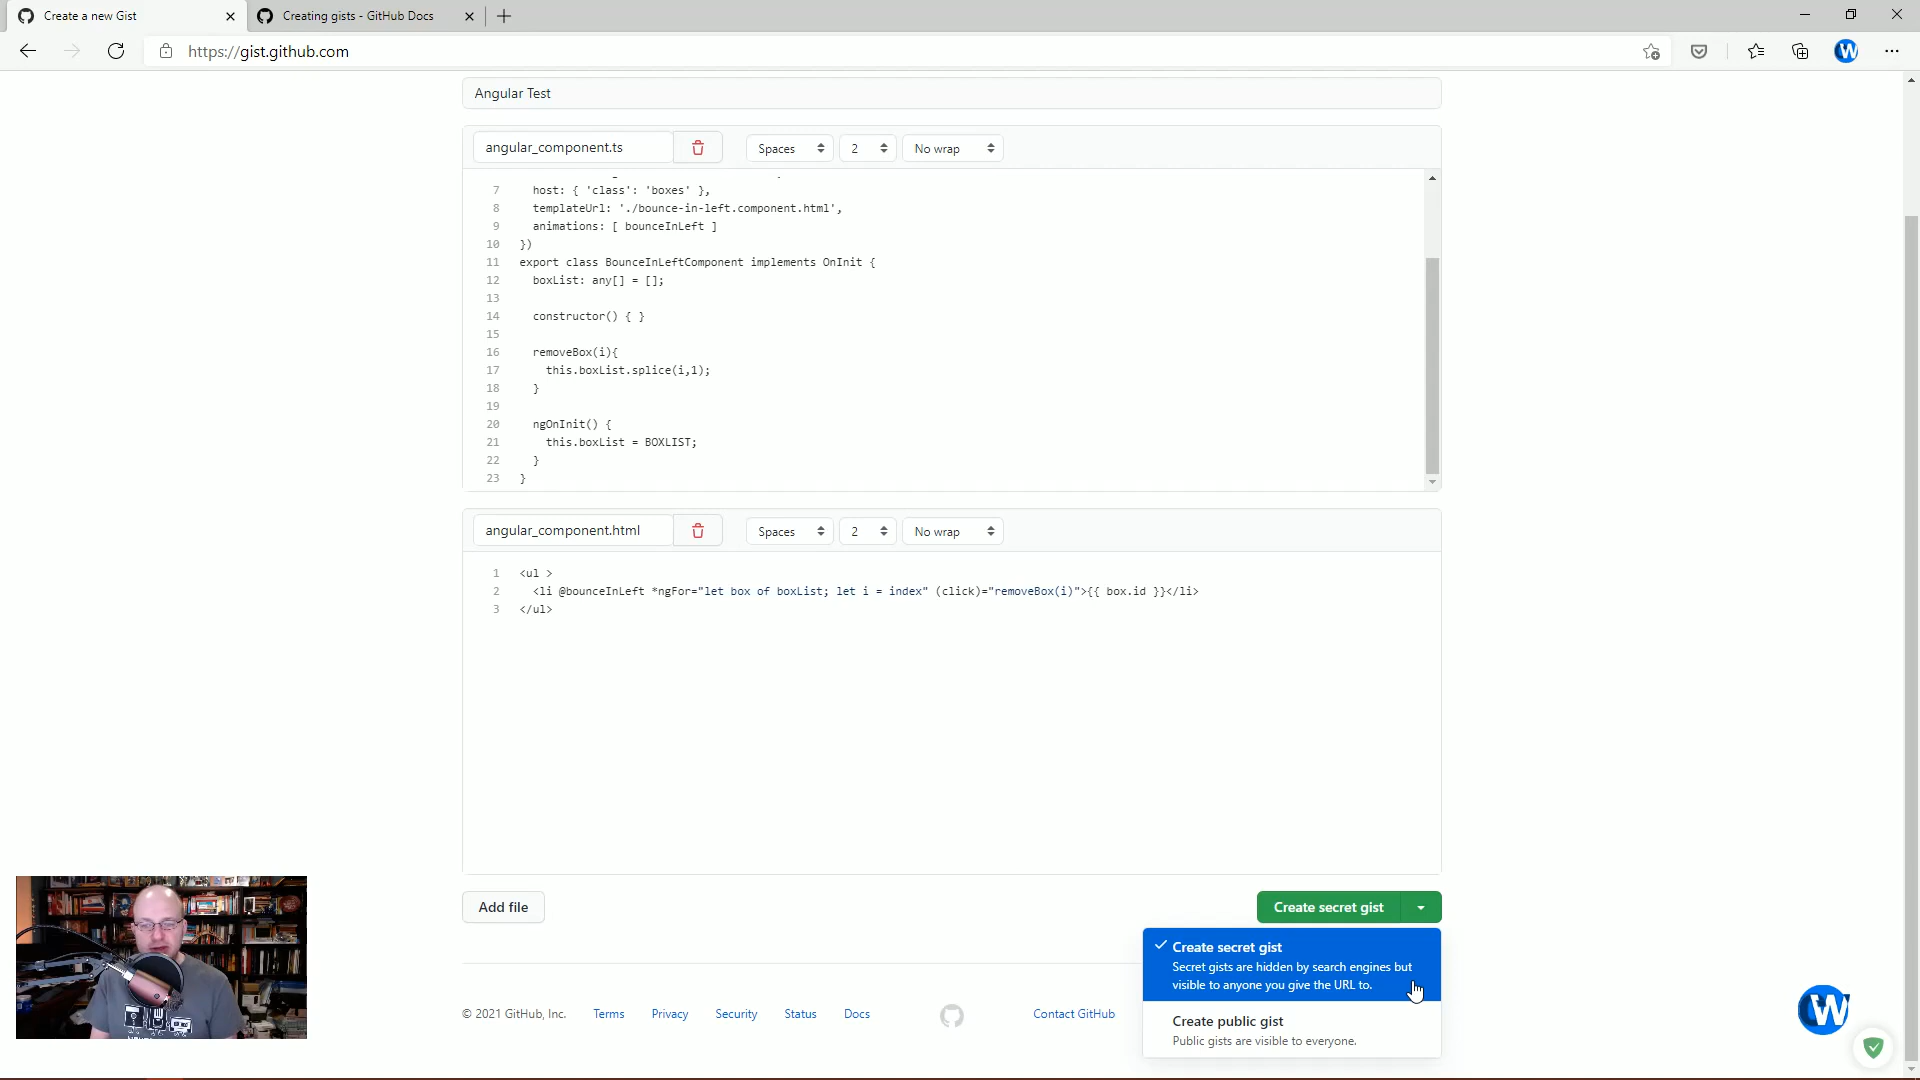 Create a new Gist
Creating gists - GitHub Docs
https://gist.github.com
Angular Test
angular_component.ts
Spaces
2
No wrap
7 host: { 'class': 'boxes' },
8 templateUrl: './bounce-in-left.component.html',
9 animations: [ bounceInLeft ]
10 })
11 export class BounceInLeftComponent implements OnInit {
12 boxList: any[] = [];
13
14 constructor() { }
15
16 removeBox(i){
17 this.boxList.splice(i,1);
18 }
19
20 ngOnInit() {
21 this.boxList = BOXLIST;
22 }
23 }
angular_component.html
Spaces
2
No wrap
1 <ul >
2 <li @bounceInLeft *ngFor="let box of boxList; let i = index" (click)="removeBox(i)">{{ box.id }}</li>
3 </ul>
Add file
Create secret gist
Create secret gist
Secret gists are hidden by search engines but
visible to anyone you give the URL to.
Create public gist
Public gists are visible to everyone.
© 2021 GitHub, Inc.
Terms
Privacy
Security
Status
Docs
Contact GitHub
W
W